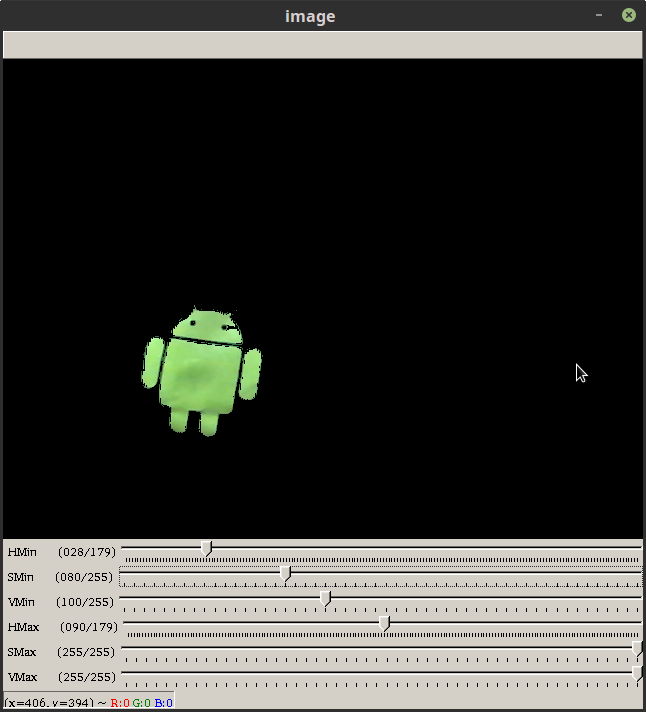 image
HMin (028/179)
SMin (080/255)
VMin (100/255)
HMax (090/179)
SMax (255/255)
VMax (255/255)
(x=406, y=394) ~ R:0 G:0 B:0